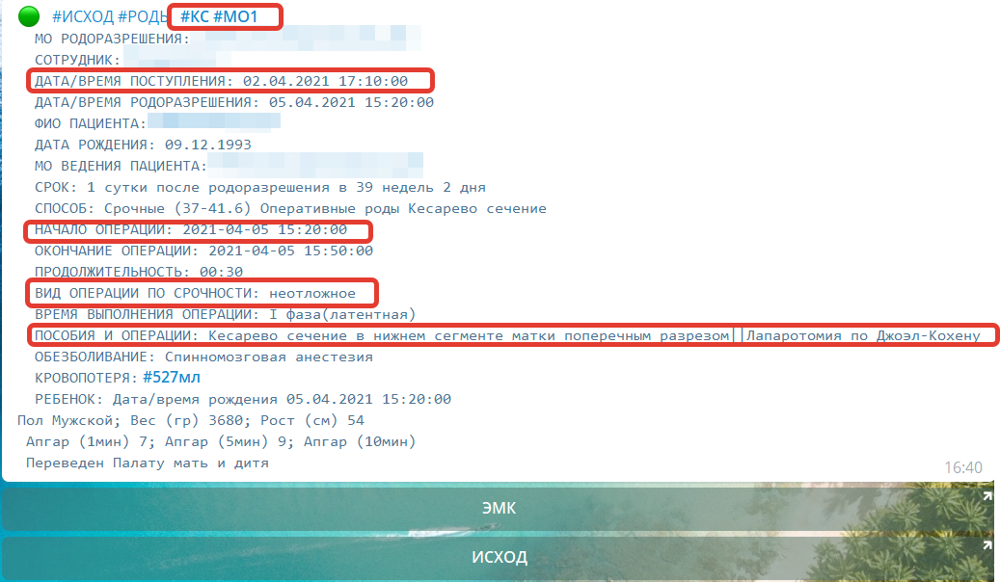 #ИСХОД #РОДЫ #КС #МО1
МО РОДОРАЗРЕШЕНИЯ:
СОТРУДНИК:
ДАТА/ВРЕМЯ ПОСТУПЛЕНИЯ: 02.04.2021 17:10:00
ДАТА/ВРЕМЯ РОДОРАЗРЕШЕНИЯ: 05.04.2021 15:20:00
ФИО ПАЦИЕНТА:
ДАТА РОЖДЕНИЯ: 09.12.1993
МО ВЕДЕНИЯ ПАЦИЕНТА:
СРОК: 1 сутки после родоразрешения в 39 недель 2 дня
СПОСОБ: Срочные (37-41.6) Оперативные роды Кесарево сечение
НАЧАЛО ОПЕРАЦИИ: 2021-04-05 15:20:00
ОКОНЧАНИЕ ОПЕРАЦИИ: 2021-04-05 15:50:00
ПРОДОЛЖИТЕЛЬНОСТЬ: 00:30
ВИД ОПЕРАЦИИ ПО СРОЧНОСТИ: неотложное
ВРЕМЯ ВЫПОЛНЕНИЯ ОПЕРАЦИИ: I фаза(латентная)
ПОСОБИЯ И ОПЕРАЦИИ: Кесарево сечение в нижнем сегменте матки поперечным разрезом||Лапаротомия по Джоэл-Кохену
ОБЕЗБОЛИВАНИЕ: Спинномозговая анестезия
КРОВОПОТЕРЯ: #527мл
РЕБЕНОК: Дата/время рождения 05.04.2021 15:20:00
Пол Мужской; Вес (гр) 3680; Рост (см) 54
Апгар (1мин) 7; Апгар (5мин) 9; Апгар (10мин)
Переведен Палату мать и дитя
16:40
ЭМК
ИСХОД